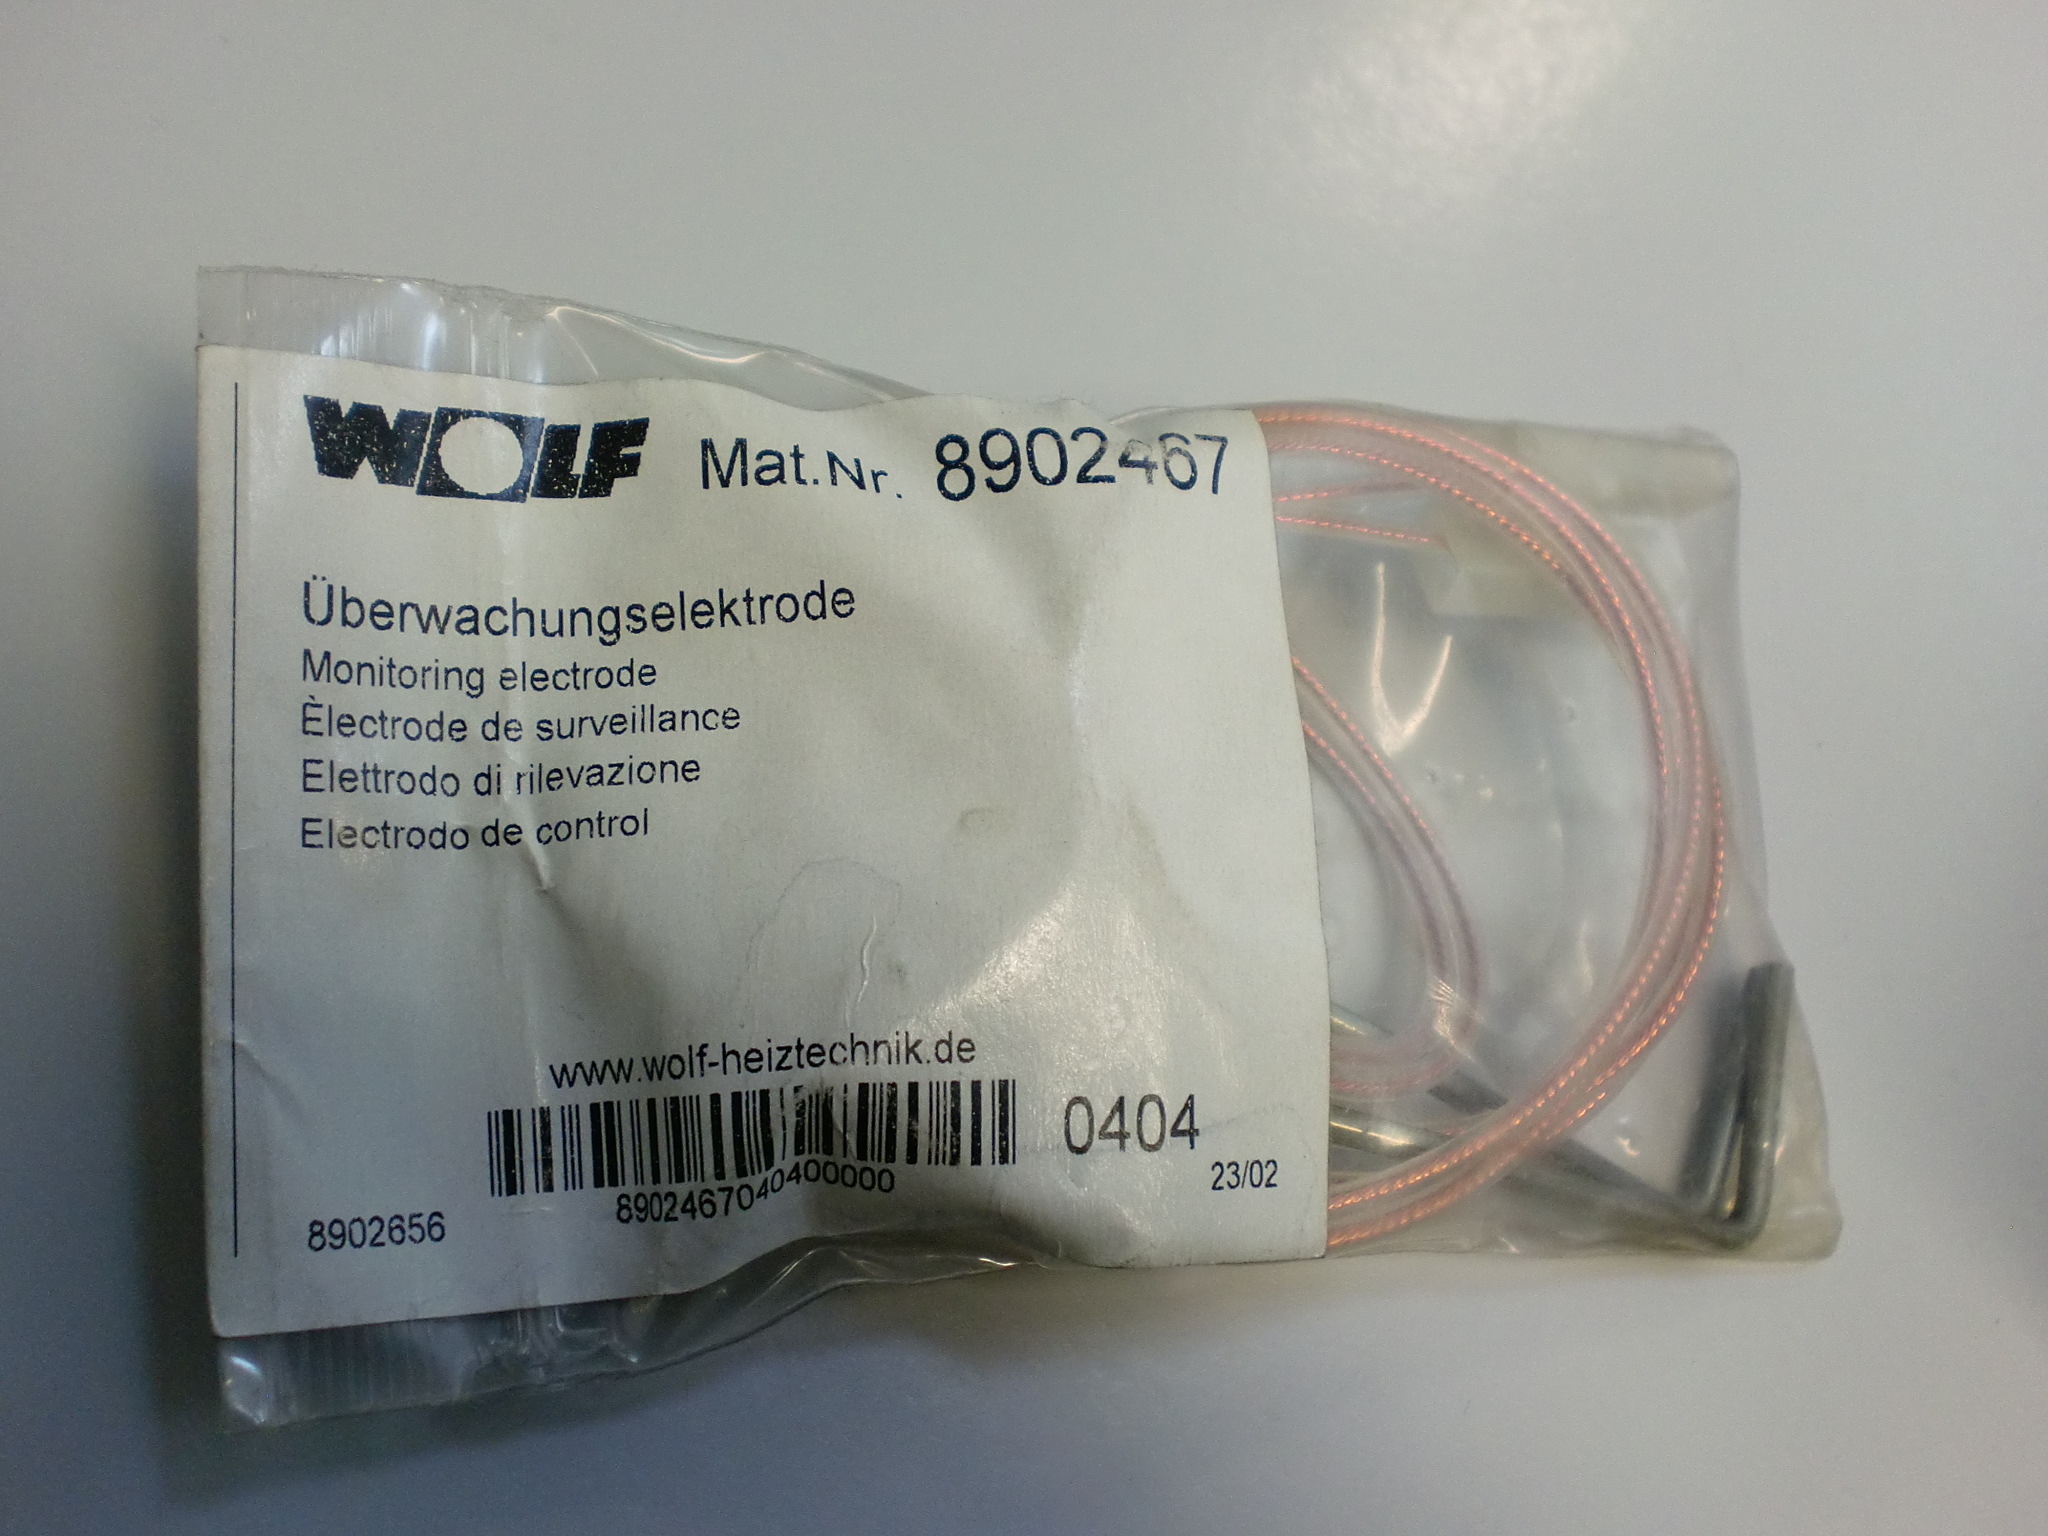 WOLF Mat.Nr. 8902467
Überwachungselektrode
Monitoring electrode
Èlectrode de surveillance
Elettrodo di rilevazione
Electrodo de control
www.wolf-heiztechnik.de
0404
23/02
8902467040400000
8902656